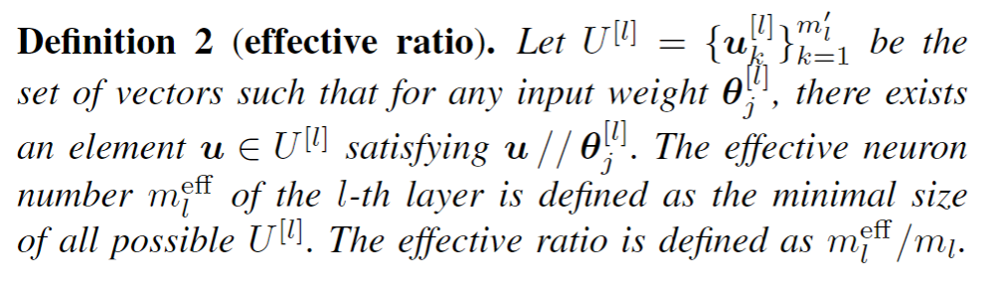 Definition 2 (effective ratio). Let $U^{[l]} = \{\boldsymbol{u}_k^{[l]}\}_{k=1}^{m_l'}$ be the
set of vectors such that for any input weight $\boldsymbol{\theta}_j^{[l]}$, there exists
an element $\boldsymbol{u} \in U^{[l]}$ satisfying $\boldsymbol{u} // \boldsymbol{\theta}_j^{[l]}$. The effective neuron
number $m_l^{\mathrm{eff}}$ of the l-th layer is defined as the minimal size
of all possible $U^{[l]}$. The effective ratio is defined as $m_l^{\mathrm{eff}}/m_l$.